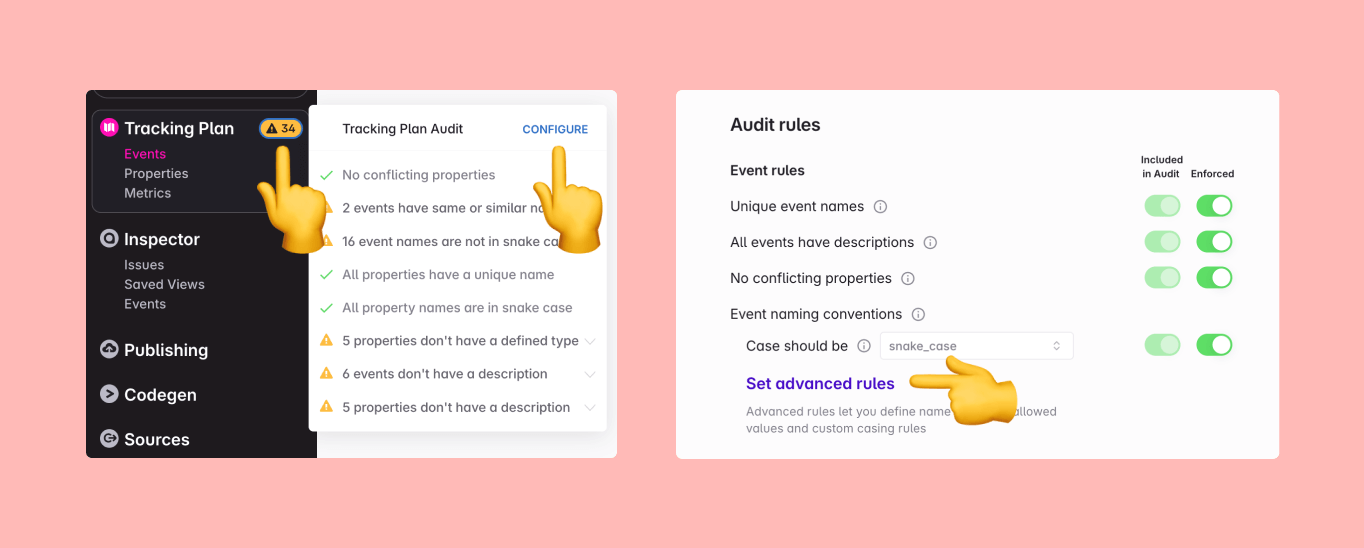 Tracking Plan
34
Events
Properties
Metrics
Inspector
Issues
Saved Views
Events
Publishing
Codegen
Sources
Tracking Plan Audit
CONFIGURE
No conflicting properties
2 events have same or similar
16 event names are not in snake
All properties have a unique name
All property names are in snake case
5 properties don't have a defined type
6 events don't have a description
5 properties don't have a description
Audit rules
Event rules
Included
in Audit
Enforced
Unique event names
All events have descriptions
No conflicting properties
Event naming conventions
Case should be
snake_case
Set advanced rules
Advanced rules let you define name allowed
values and custom casing rules